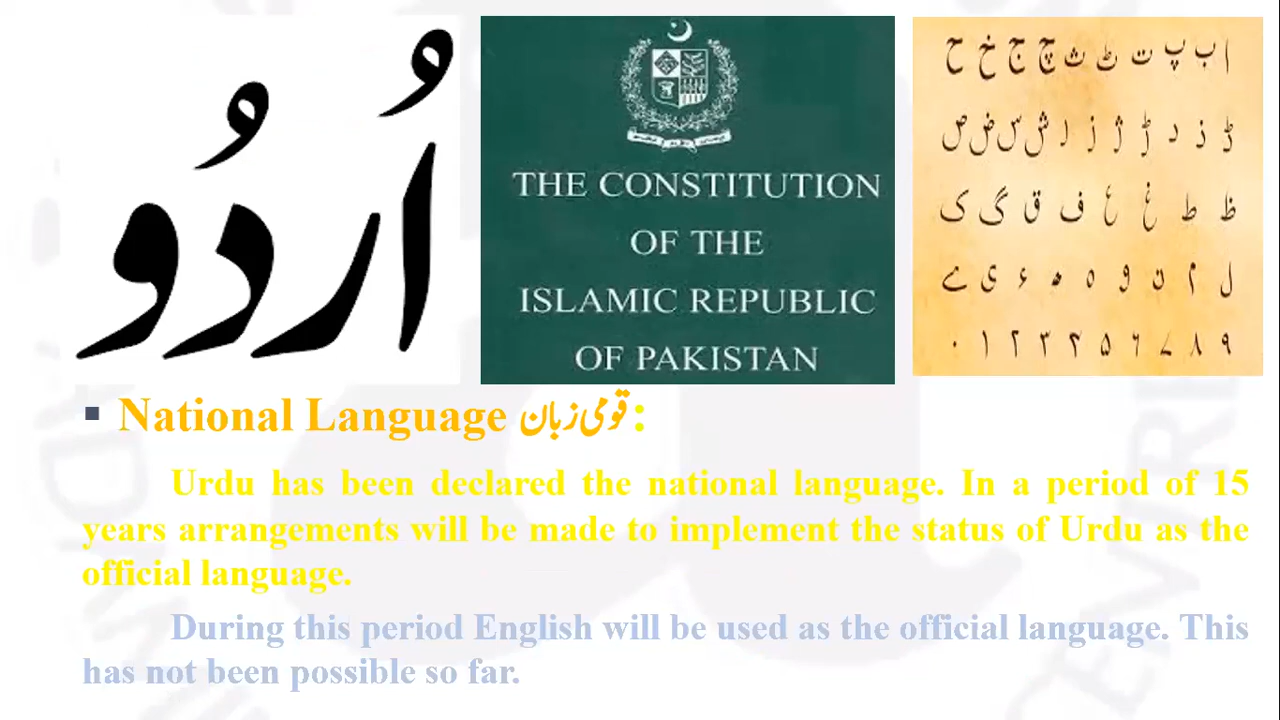 اُردُو
THE CONSTITUTION
OF THE
ISLAMIC REPUBLIC
OF PAKISTAN
ا ب پ ت ٹ ث چ ج خ ح
ڈ ذ د ڑ ژ ز ر ش س ض ص
ظ ط غ ع ف ق گ ک
ل م ن و ہ ھ ء ی ے
۹ ۸ ۷ ۶ ۵ ۴ ۳ ۲ ۱ ۰
▪ National Language قومی زبان:
Urdu has been declared the national language. In a period of 15
years arrangements will be made to implement the status of Urdu as the
official language.
During this period English will be used as the official language. This
has not been possible so far.